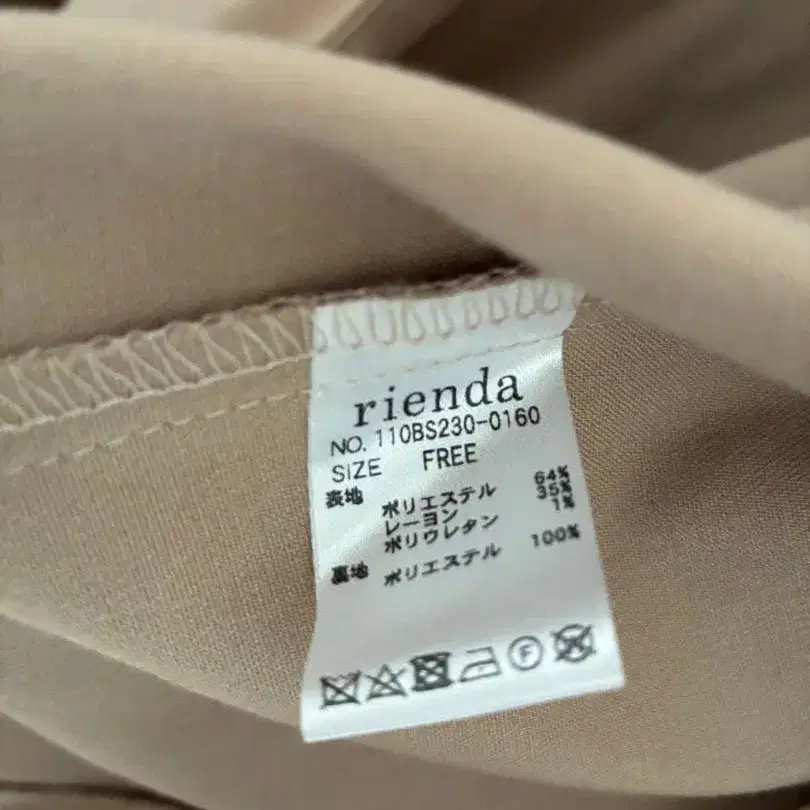 rienda
NO. 110BS230-0160
SIZE FREE
表地 ポリエステル 64%
レーヨン 35%
ポリウレタン 1%
裏地 ポリエステル 100%
F